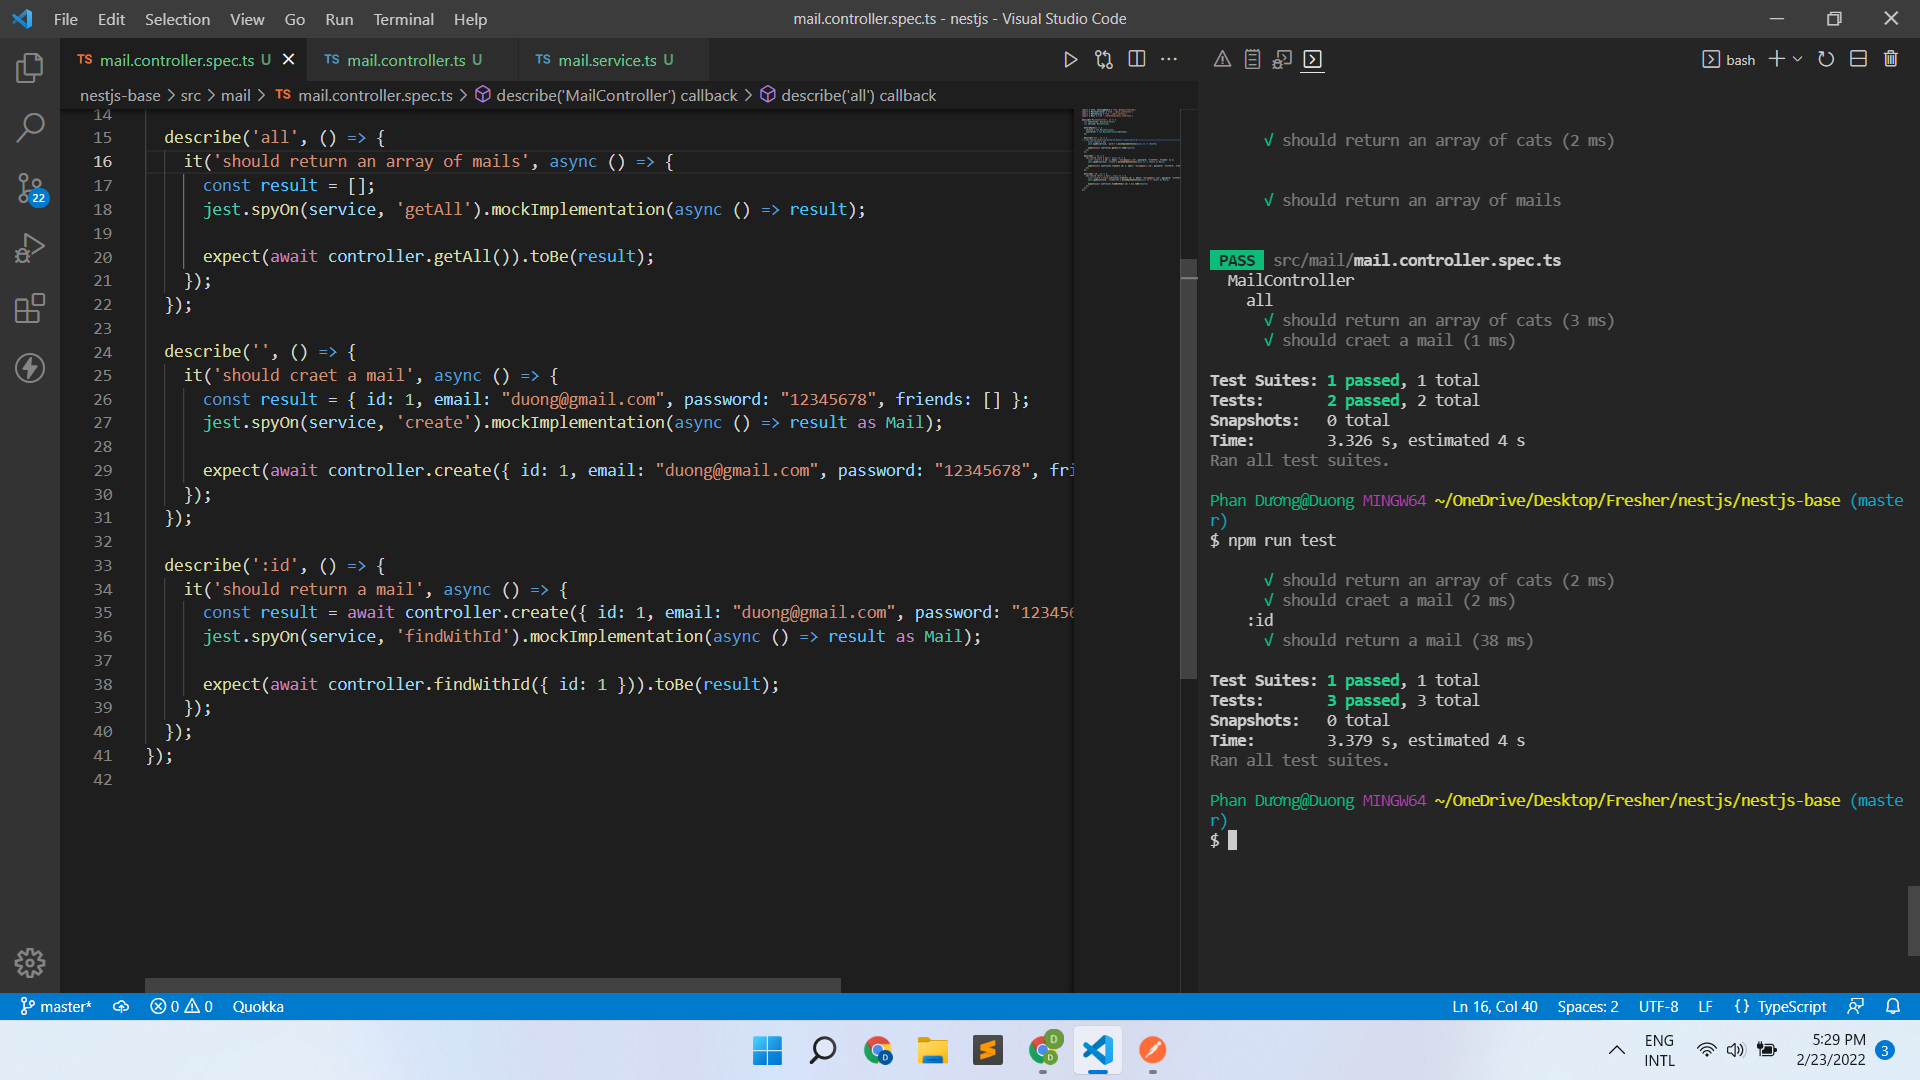 File Edit Selection View Go Run Terminal Help
mail.controller.spec.ts - nestjs - Visual Studio Code
TS mail.controller.spec.ts U
TS mail.controller.ts U
TS mail.service.ts U
bash
nestjs-base > src > mail > TS mail.controller.spec.ts > describe('MailController') callback > describe('all') callback
14
15 describe('all', () => {
16 it('should return an array of mails', async () => {
17 const result = [];
18 jest.spyOn(service, 'getAll').mockImplementation(async () => result);
19
20 expect(await controller.getAll()).toBe(result);
21 });
22 });
23
24 describe('', () => {
25 it('should craet a mail', async () => {
26 const result = { id: 1, email: "duong@gmail.com", password: "12345678", friends: [] };
27 jest.spyOn(service, 'create').mockImplementation(async () => result as Mail);
28
29 expect(await controller.create({ id: 1, email: "duong@gmail.com", password: "12345678", fri
30 });
31 });
32
33 describe(':id', () => {
34 it('should return a mail', async () => {
35 const result = await controller.create({ id: 1, email: "duong@gmail.com", password: "123456
36 jest.spyOn(service, 'findWithId').mockImplementation(async () => result as Mail);
37
38 expect(await controller.findWithId({ id: 1 })).toBe(result);
39 });
40 });
41 });
42
√ should return an array of cats (2 ms)
√ should return an array of mails
PASS src/mail/mail.controller.spec.ts
MailController
all
√ should return an array of cats (3 ms)
√ should craet a mail (1 ms)
Test Suites: 1 passed, 1 total
Tests: 2 passed, 2 total
Snapshots: 0 total
Time: 3.326 s, estimated 4 s
Ran all test suites.
Phan Dương@Duong MINGW64 ~/OneDrive/Desktop/Fresher/nestjs/nestjs-base (maste
r)
$ npm run test
√ should return an array of cats (2 ms)
√ should craet a mail (2 ms)
:id
√ should return a mail (38 ms)
Test Suites: 1 passed, 1 total
Tests: 3 passed, 3 total
Snapshots: 0 total
Time: 3.379 s, estimated 4 s
Ran all test suites.
Phan Dương@Duong MINGW64 ~/OneDrive/Desktop/Fresher/nestjs/nestjs-base (maste
r)
$
22
master* 0 0 Quokka
Ln 16, Col 40 Spaces: 2 UTF-8 LF {} TypeScript
D
D
ENG
INTL
5:29 PM
2/23/2022
3